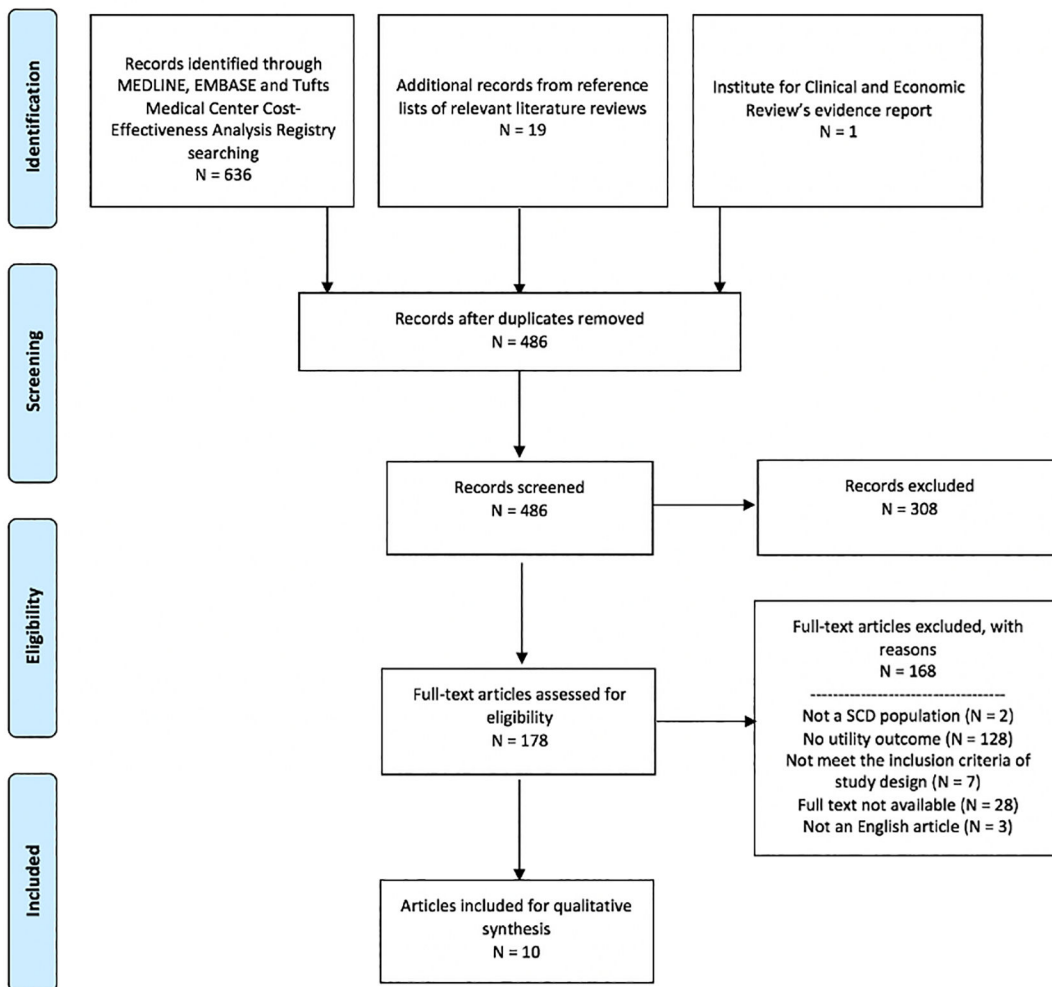 Identification
Records identified through
MEDLINE, EMBASE and Tufts
Medical Center Cost-
Effectiveness Analysis Registry
searching
N = 636
Additional records from reference
lists of relevant literature reviews
N = 19
Institute for Clinical and Economic
Review's evidence report
N = 1
Screening
Records after duplicates removed
N = 486
Records screened
N = 486
Records excluded
N = 308
Eligibility
Full-text articles assessed for
eligibility
N = 178
Full-text articles excluded, with
reasons
N = 168
------------------------------------
Not a SCD population (N = 2)
No utility outcome (N = 128)
Not meet the inclusion criteria of
study design (N = 7)
Full text not available (N = 28)
Not an English article (N = 3)
Included
Articles included for qualitative
synthesis
N = 10